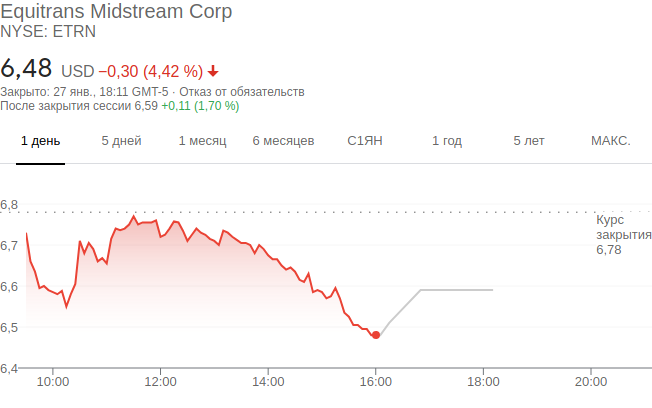 Equitrans Midstream Corp
NYSE: ETRN
6,48 USD −0,30 (4,42 %)
Закрыто: 27 янв., 18:11 GMT-5 · Отказ от обязательств
После закрытия сессии 6,59 +0,11 (1,70 %)
1 день 5 дней 1 месяц 6 месяцев С1ЯН 1 год 5 лет МАКС.
6,8
Курс
закрытия
6,78
6,7
6,6
6,5
6,4
10:00 12:00 14:00 16:00 18:00 20:00